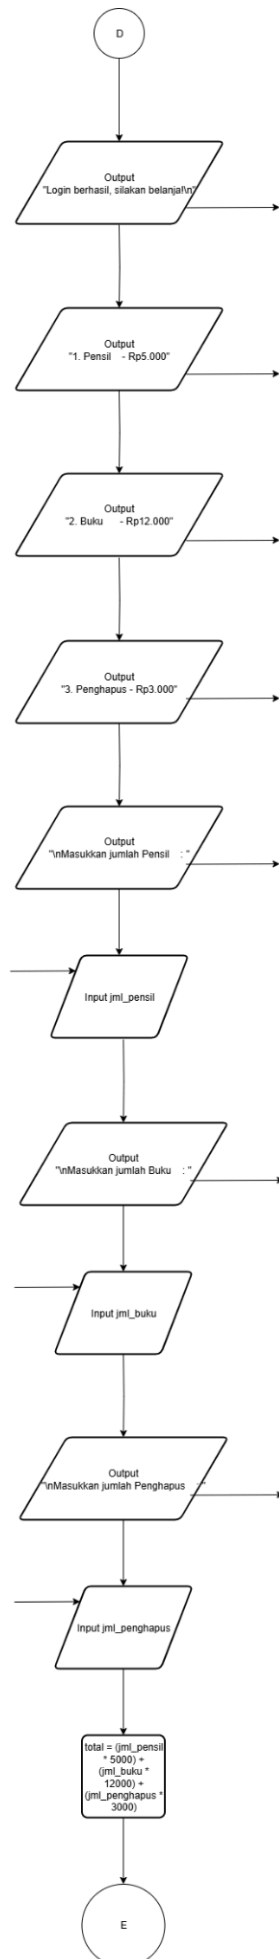 D
Output
"Login berhasil, silakan belanja!\n"
Output
"1. Pensil    - Rp5.000"
Output
"2. Buku      - Rp12.000"
Output
"3. Penghapus - Rp3.000"
Output
"\nMasukkan jumlah Pensil    : "
Input jml_pensil
Output
"\nMasukkan jumlah Buku    : "
Input jml_buku
Output
"\nMasukkan jumlah Penghapus    : "
Input jml_penghapus
total = (jml_pensil
* 5000) +
(jml_buku *
12000) +
(jml_penghapus *
3000)
E